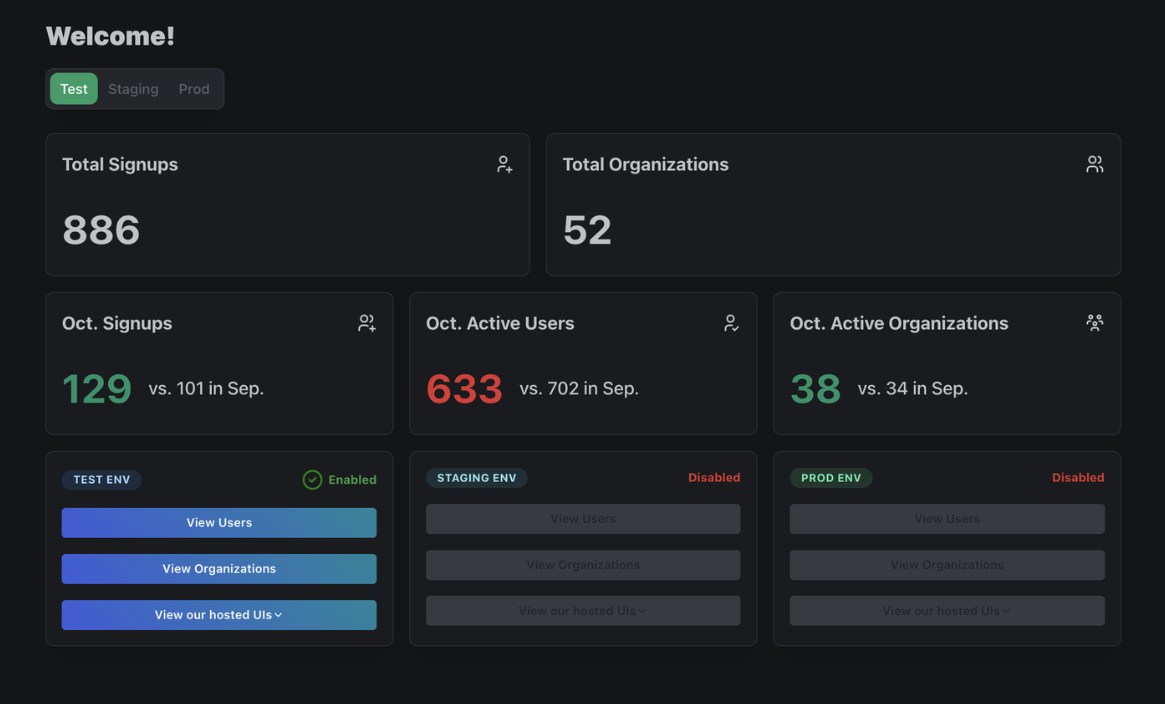 Welcome!
Test Staging Prod
Total Signups
886
Total Organizations
52
Oct. Signups
129 vs. 101 in Sep.
Oct. Active Users
633 vs. 702 in Sep.
Oct. Active Organizations
38 vs. 34 in Sep.
TEST ENV Enabled
View Users
View Organizations
View our hosted UIs
STAGING ENV Disabled
View Users
View Organizations
View our hosted UIs
PROD ENV Disabled
View Users
View Organizations
View our hosted UIs